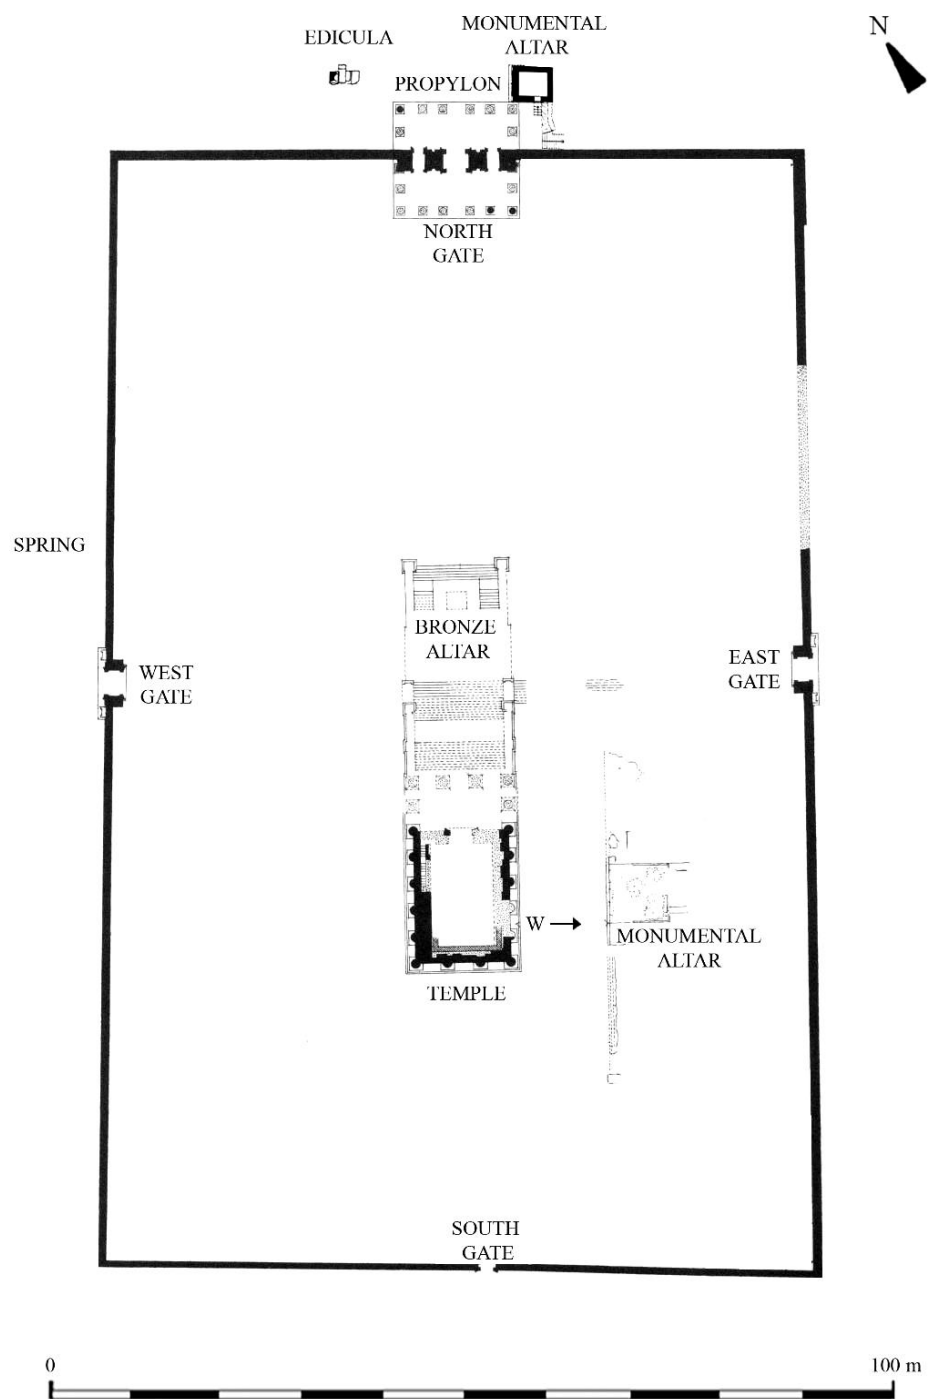 N
MONUMENTAL
ALTAR
EDICULA
PROPYLON
NORTH
GATE
SPRING
BRONZE
ALTAR
WEST
GATE
EAST
GATE
W
MONUMENTAL
ALTAR
TEMPLE
SOUTH
GATE
0
100 m